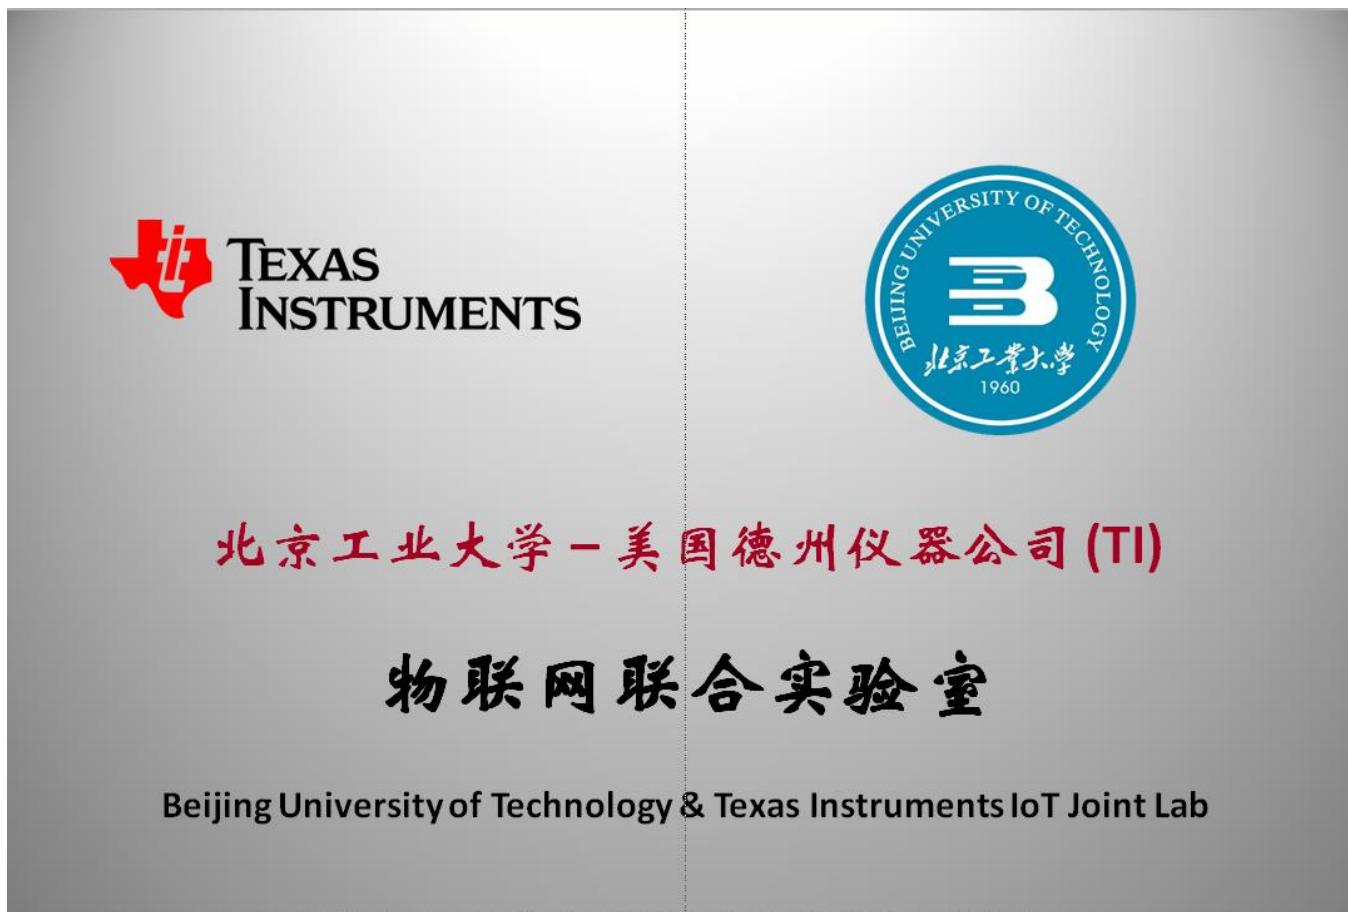 TEXAS
INSTRUMENTS
BEIJING UNIVERSITY OF TECHNOLOGY
北京工業大學
1960
北京工业大学－美国德州仪器公司 (TI)
物联网联合实验室
Beijing University of Technology & Texas Instruments IoT Joint Lab